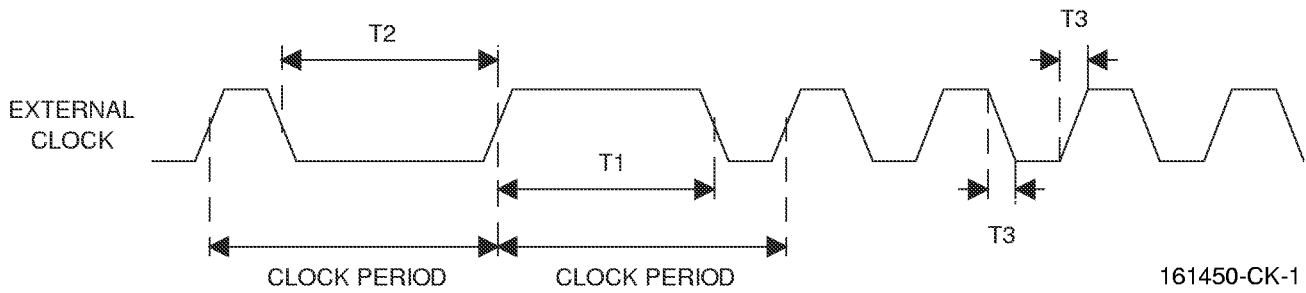 T2
T3
EXTERNAL
CLOCK
T1
T3
CLOCK PERIOD
CLOCK PERIOD
161450-CK-1